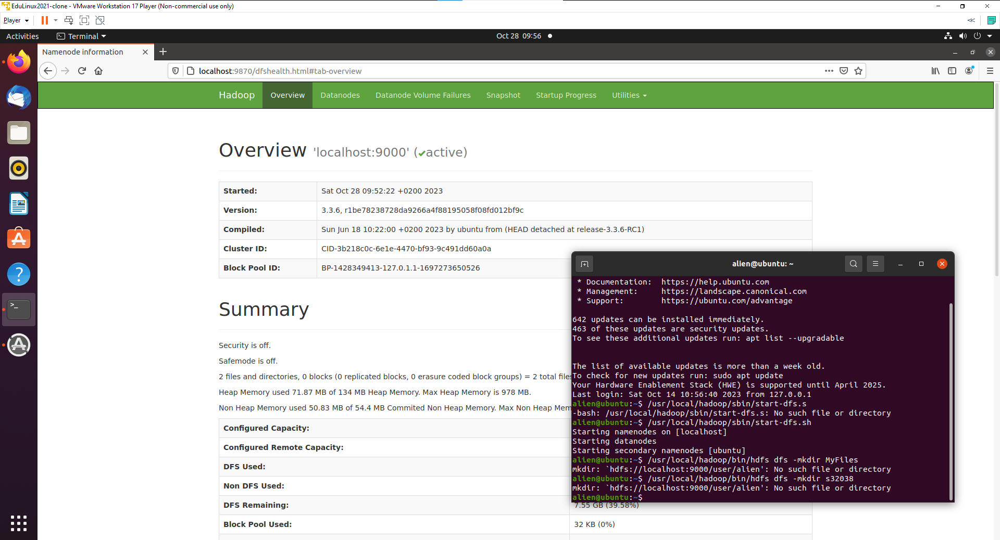 EduLinux2021-clone - VMware Workstation 17 Player (Non-commercial use only)
Player
Activities
Terminal
Oct 28 09:56
Namenode information
localhost:9870/dfshealth.html#tab-overview
Hadoop
Overview
Datanodes
Datanode Volume Failures
Snapshot
Startup Progress
Utilities
Overview 'localhost:9000' (✔active)
Started: Sat Oct 28 09:52:22 +0200 2023
Version: 3.3.6, r1be78238728da9266a4f88195058f08fd012bf9c
Compiled: Sun Jun 18 10:22:00 +0200 2023 by ubuntu from (HEAD detached at release-3.3.6-RC1)
Cluster ID: CID-3b218c0c-6e1e-4470-bf93-9c491dd60a0a
Block Pool ID: BP-1428349413-127.0.1.1-1697273650526
Summary
Security is off.
Safemode is off.
2 files and directories, 0 blocks (0 replicated blocks, 0 erasure coded block groups) = 2 total files
Heap Memory used 71.87 MB of 134 MB Heap Memory. Max Heap Memory is 978 MB.
Non Heap Memory used 50.83 MB of 54.4 MB Commited Non Heap Memory. Max Non Heap Mem
Configured Capacity:
Configured Remote Capacity:
DFS Used:
Non DFS Used:
DFS Remaining: 7.55 GB (39.58%)
Block Pool Used: 32 KB (0%)
alien@ubuntu: ~
* Documentation: https://help.ubuntu.com
* Management: https://landscape.canonical.com
* Support: https://ubuntu.com/advantage
642 updates can be installed immediately.
463 of these updates are security updates.
To see these additional updates run: apt list --upgradable
The list of available updates is more than a week old.
To check for new updates run: sudo apt update
Your Hardware Enablement Stack (HWE) is supported until April 2025.
Last login: Sat Oct 14 10:56:40 2023 from 127.0.0.1
alien@ubuntu:~$ /usr/local/hadoop/sbin/start-dfs.s
-bash: /usr/local/hadoop/sbin/start-dfs.s: No such file or directory
alien@ubuntu:~$ /usr/local/hadoop/sbin/start-dfs.sh
Starting namenodes on [localhost]
Starting datanodes
Starting secondary namenodes [ubuntu]
alien@ubuntu:~$ /usr/local/hadoop/bin/hdfs dfs -mkdir MyFiles
mkdir: `hdfs://localhost:9000/user/alien': No such file or directory
alien@ubuntu:~$ /usr/local/hadoop/bin/hdfs dfs -mkdir s32038
mkdir: `hdfs://localhost:9000/user/alien': No such file or directory
alien@ubuntu:~$